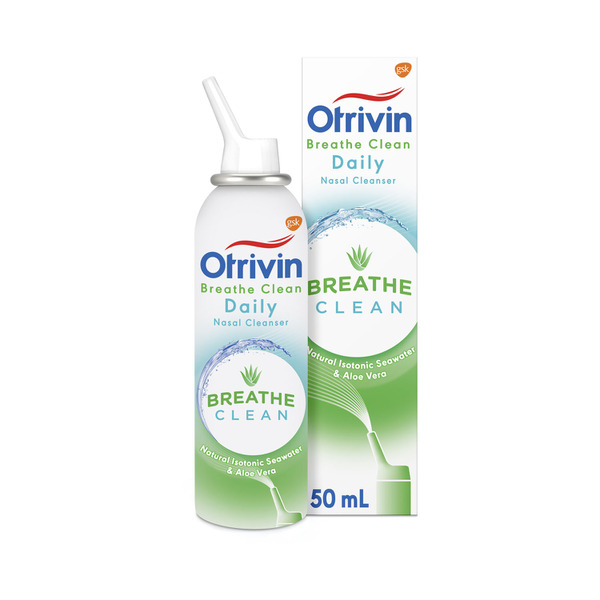 gsk
Otrivin
Breathe Clean
Daily
Nasal Cleanser
BREATHE
CLEAN
Natural Isotonic Seawater
& Aloe Vera
gsk
Otrivin
Breathe Clean
Daily
Nasal Cleanser
BREATHE
CLEAN
Natural Isotonic Seawater
& Aloe Vera
50 mL